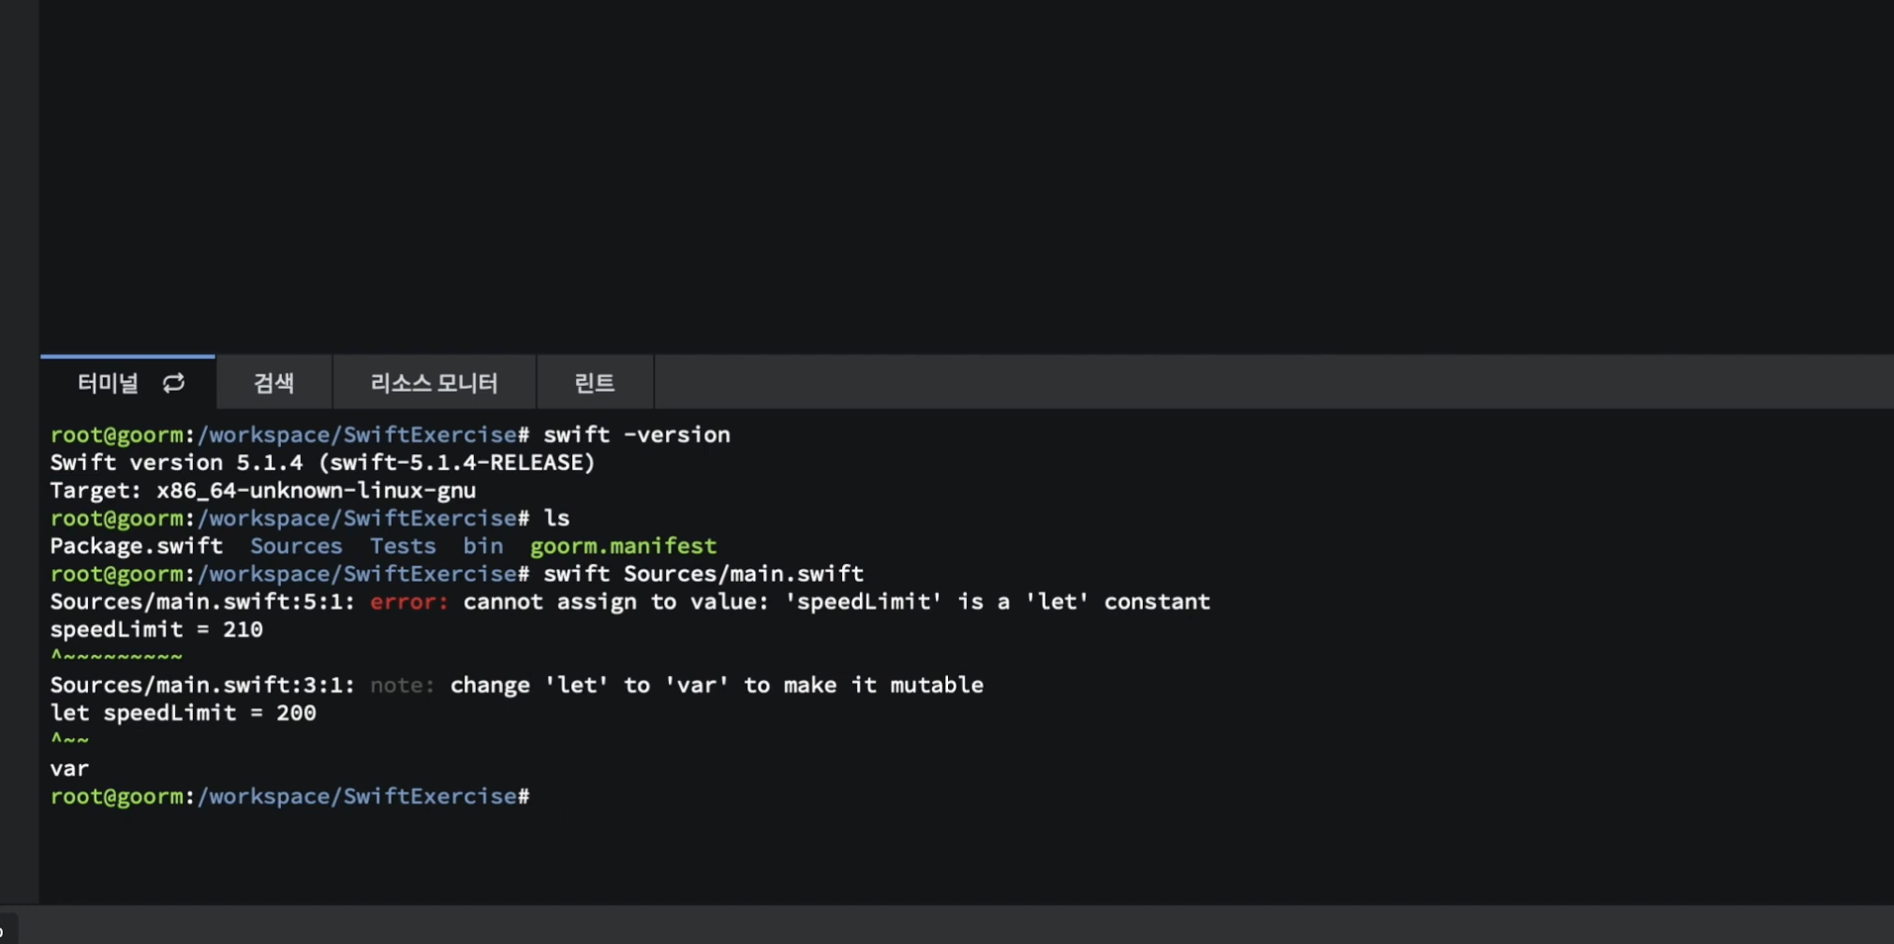 터미널 검색 리소스 모니터 린트
root@goorm:/workspace/SwiftExercise# swift -version
Swift version 5.1.4 (swift-5.1.4-RELEASE)
Target: x86_64-unknown-linux-gnu
root@goorm:/workspace/SwiftExercise# ls
Package.swift  Sources  Tests  bin  goorm.manifest
root@goorm:/workspace/SwiftExercise# swift Sources/main.swift
Sources/main.swift:5:1: error: cannot assign to value: 'speedLimit' is a 'let' constant
speedLimit = 210
^~~~~~~~~~
Sources/main.swift:3:1: note: change 'let' to 'var' to make it mutable
let speedLimit = 200
^~~
var
root@goorm:/workspace/SwiftExercise#